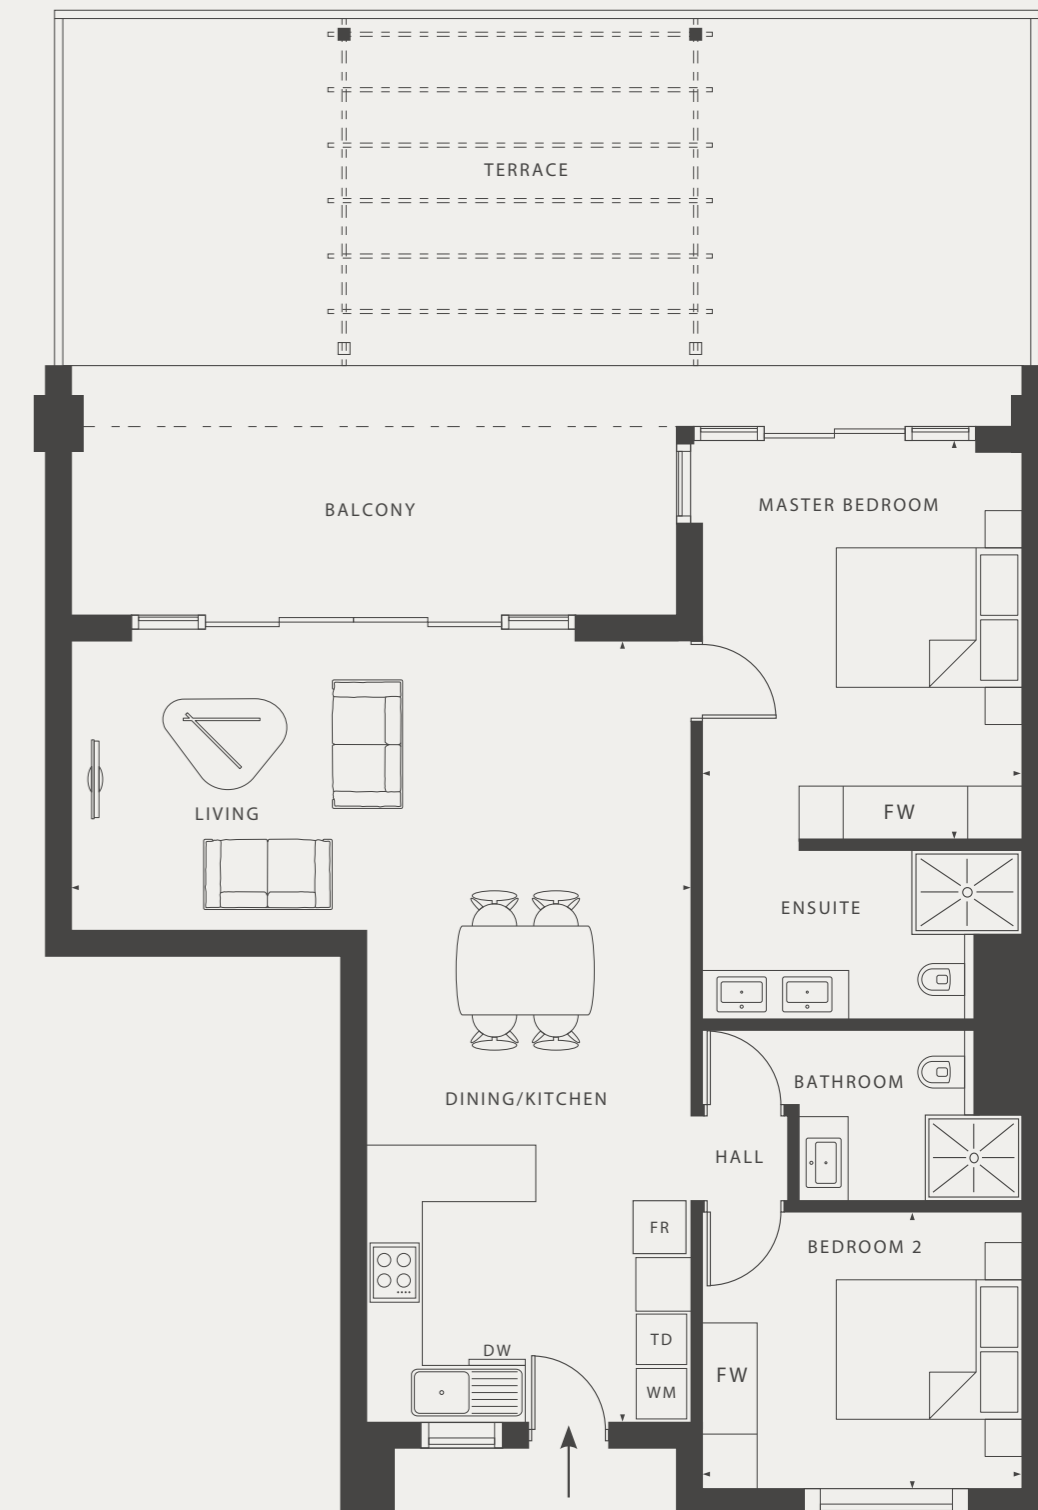 TERRACE
BALCONY
MASTER BEDROOM
LIVING
FW
ENSUITE
DINING/KITCHEN
BATHROOM
HALL
FR
BEDROOM 2
TD
DW
FW
WM